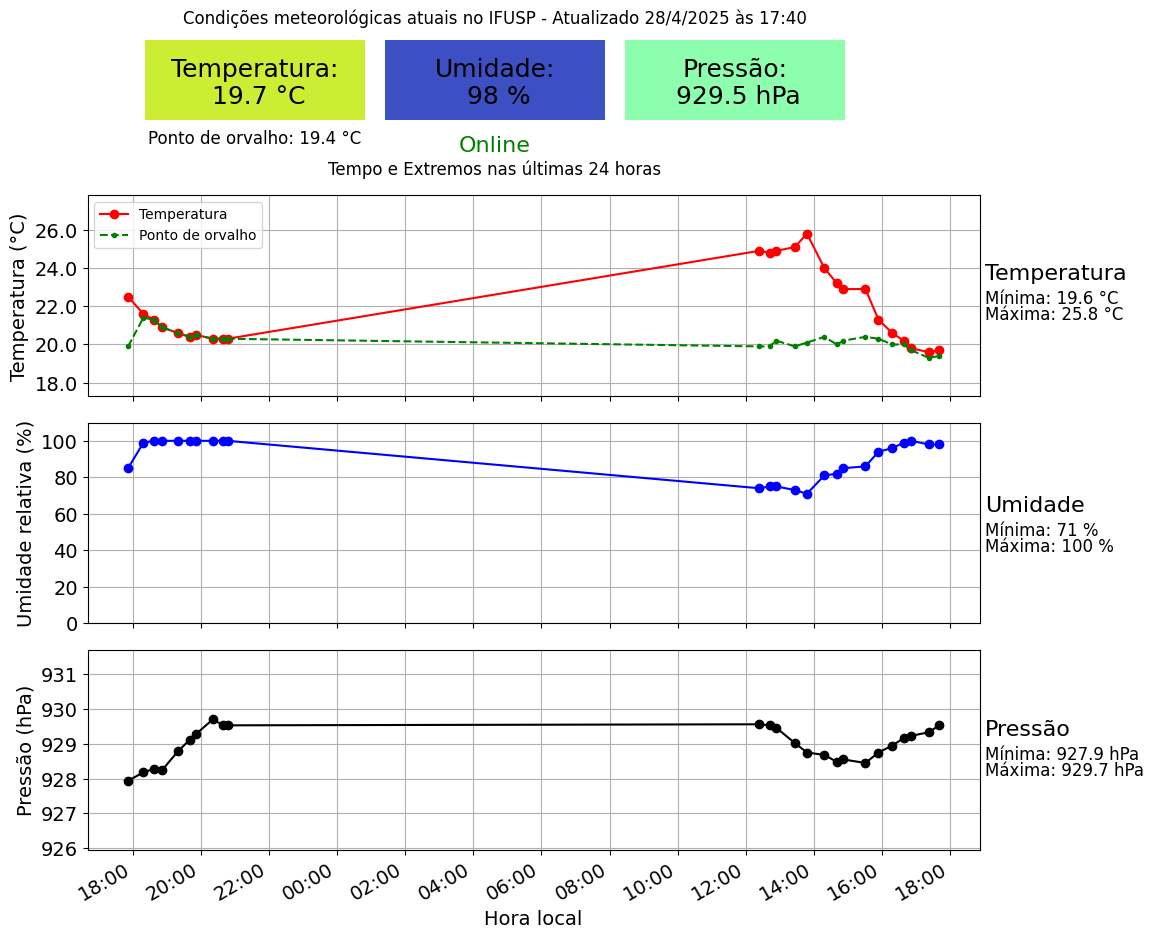 Condições meteorológicas atuais no IFUSP - Atualizado 28/4/2025 às 17:40
Temperatura:
19.7 °C
Umidade:
98 %
Pressão:
929.5 hPa
Ponto de orvalho: 19.4 °C
Online
Tempo e Extremos nas últimas 24 horas
Temperatura (°C)
26.0
24.0
22.0
20.0
18.0
Temperatura
Ponto de orvalho
Temperatura
Mínima: 19.6 °C
Máxima: 25.8 °C
Umidade relativa (%)
100
80
60
40
20
0
Umidade
Mínima: 71 %
Máxima: 100 %
Pressão (hPa)
931
930
929
928
927
926
Pressão
Mínima: 927.9 hPa
Máxima: 929.7 hPa
18:00 20:00 22:00 00:00 02:00 04:00 06:00 08:00 10:00 12:00 14:00 16:00 18:00
Hora local